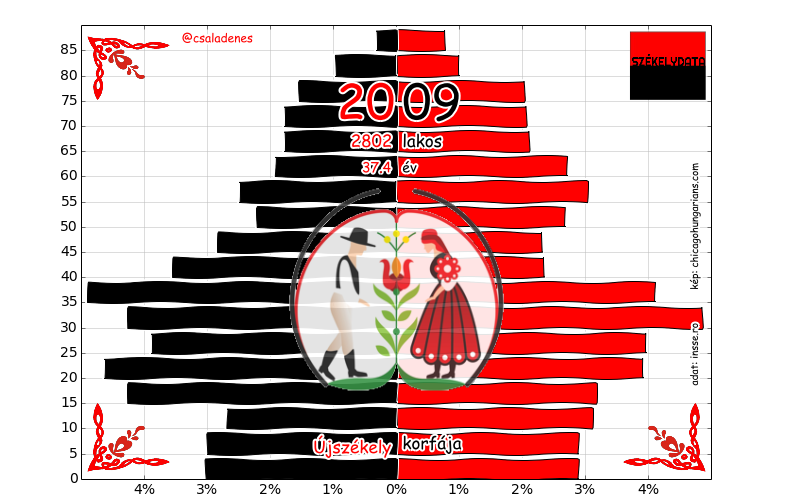 @csaladenes
SZÉKELYDATA
2009
2802 lakos
37.4 év
kép: chicagohungarians.com
adat: insse.ro
Újszékely korfája
85
80
75
70
65
60
55
50
45
40
35
30
25
20
15
10
5
0
4% 3% 2% 1% 0% 1% 2% 3% 4%